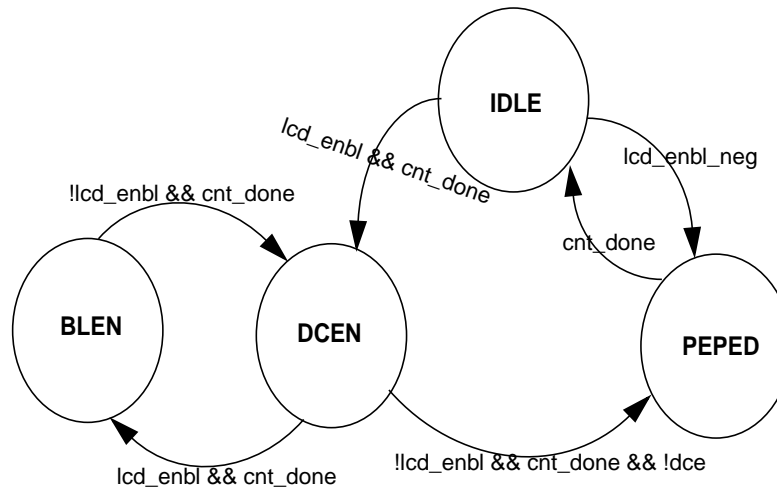 IDLE
lcd_enbl && cnt_done
lcd_enbl_neg
!lcd_enbl && cnt_done
cnt_done
BLEN
DCEN
PEPED
!lcd_enbl && cnt_done && !dce
lcd_enbl && cnt_done